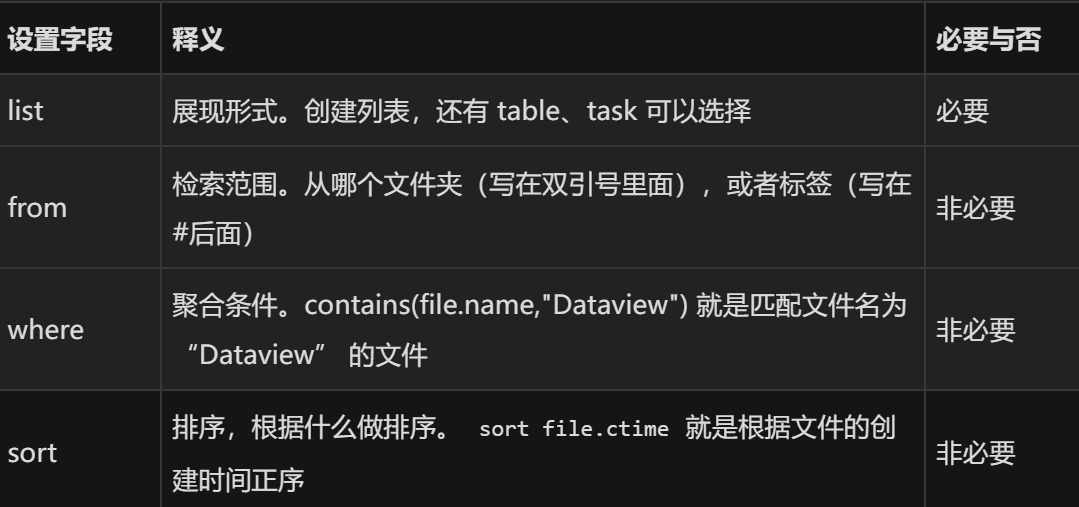 设置字段 释义 必要与否
list 展现形式。创建列表，还有 table、task 可以选择 必要
from 检索范围。从哪个文件夹（写在双引号里面），或者标签（写在
#后面） 非必要
where 聚合条件。contains(file.name,"Dataview") 就是匹配文件名为
“Dataview” 的文件 非必要
sort 排序，根据什么做排序。 sort file.ctime 就是根据文件的创
建时间正序 非必要